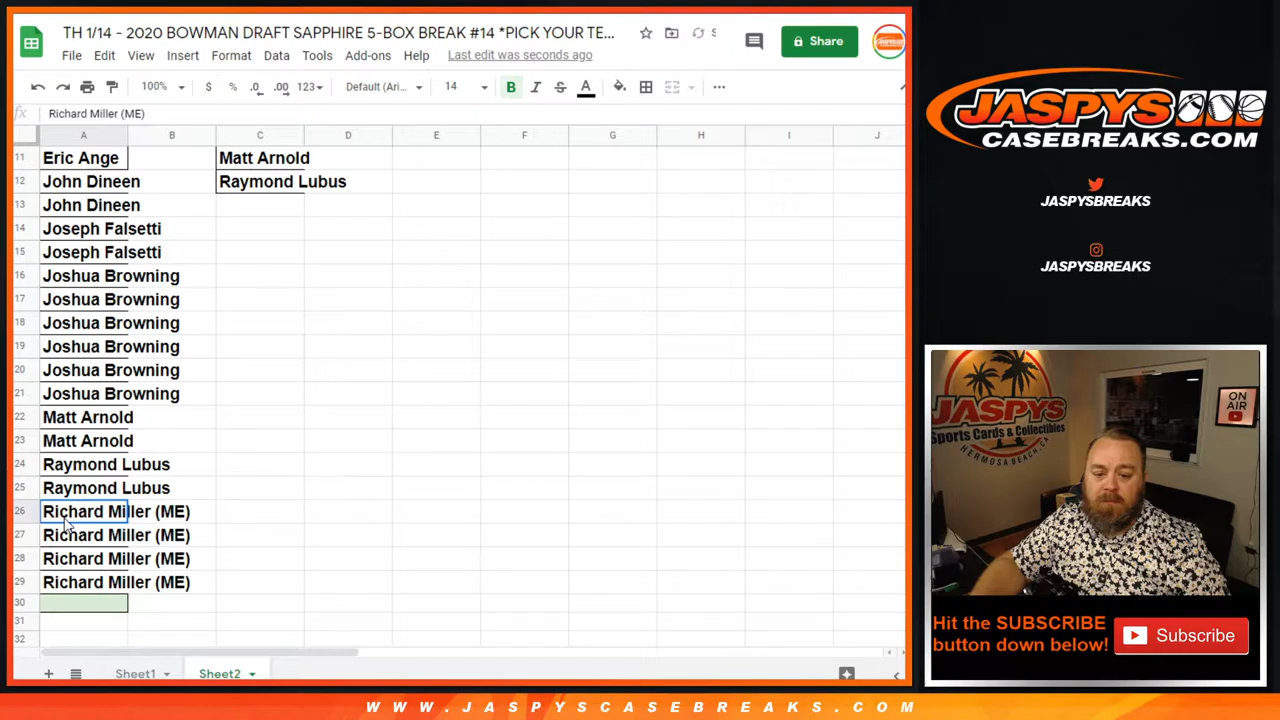 TH 1/14 - 2020 BOWMAN DRAFT SAPPHIRE 5-BOX BREAK #14 *PICK YOUR TE...
S
Share
File Edit View Insert Format Data Tools Add-ons Help Last edit was seconds ago
100% $ % .0 .00 123 Default (Ari... 14 B I S A
fx Richard Miller (ME)
A B C D E F G H I J
11 Eric Ange Matt Arnold
12 John Dineen Raymond Lubus
13 John Dineen
14 Joseph Falsetti
15 Joseph Falsetti
16 Joshua Browning
17 Joshua Browning
18 Joshua Browning
19 Joshua Browning
20 Joshua Browning
21 Joshua Browning
22 Matt Arnold
23 Matt Arnold
24 Raymond Lubus
25 Raymond Lubus
26 Richard Miller (ME)
27 Richard Miller (ME)
28 Richard Miller (ME)
29 Richard Miller (ME)
30
31
32
Sheet1 Sheet2
JASPYS
CASEBREAKS.COM
JASPYSBREAKS
JASPYSBREAKS
JASPYS
Sports Cards & Collectibles
HERMOSA BEACH, CA
ON
AIR
Hit the SUBSCRIBE
button down below!
Subscribe
WWW.JASPYSCASEBREAKS.COM